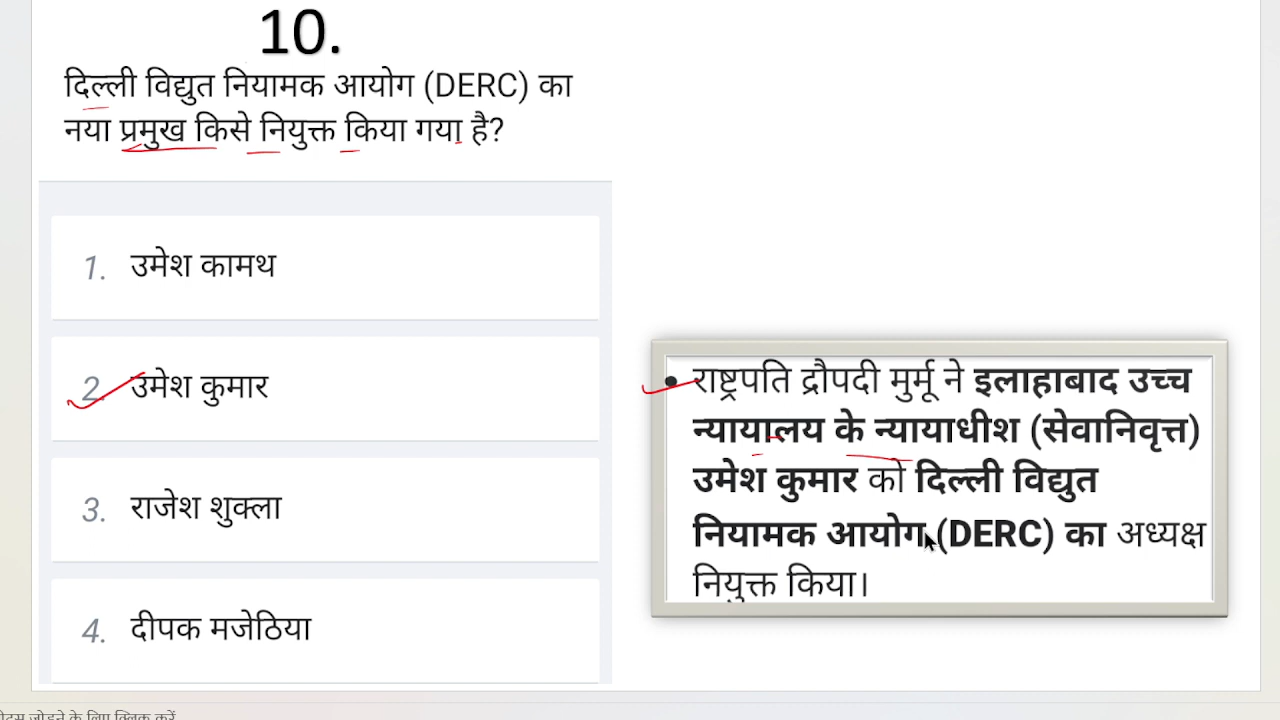 10.
दिल्ली विद्युत नियामक आयोग (DERC) का
नया प्रमुख किसे नियुक्त किया गया है?
1. उमेश कामथ
2. उमेश कुमार
3. राजेश शुक्ला
4. दीपक मजेठिया
• राष्ट्रपति द्रौपदी मुर्मू ने इलाहाबाद उच्च
न्यायालय के न्यायाधीश (सेवानिवृत्त)
उमेश कुमार को दिल्ली विद्युत
नियामक आयोग (DERC) का अध्यक्ष
नियुक्त किया।
जोड़ने के लिए क्लिक करें